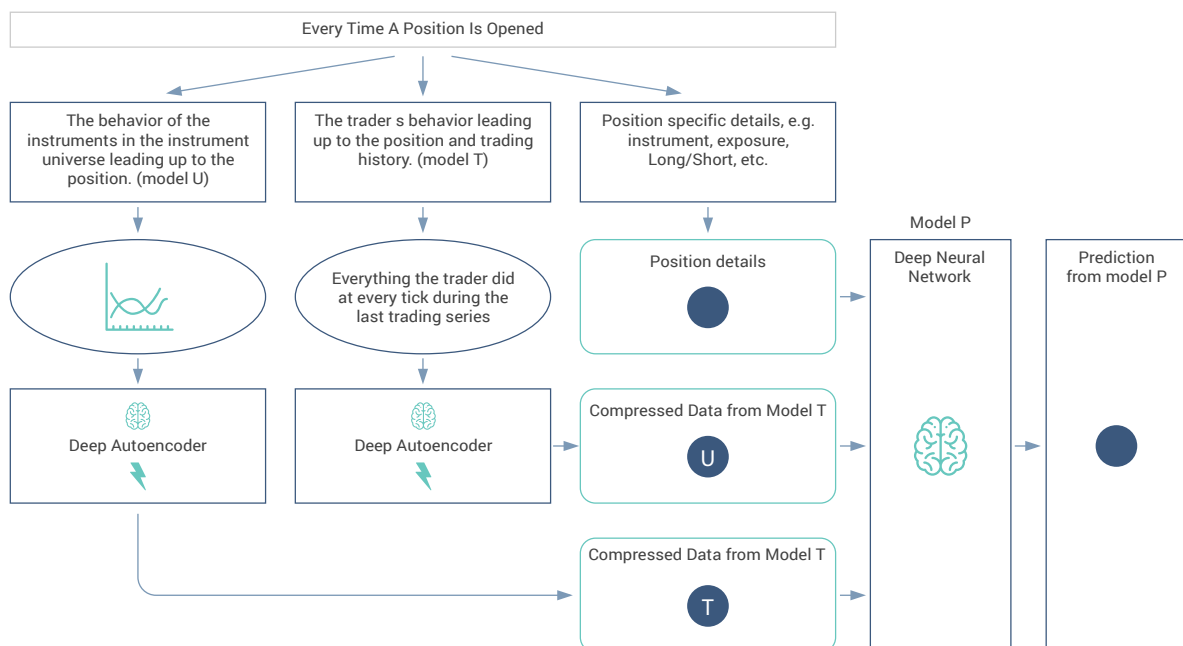 Every Time A Position Is Opened
The behavior of the
instruments in the instrument
universe leading up to the
position. (model U)
The trader s behavior leading
up to the position and trading
history. (model T)
Position specific details, e.g.
instrument, exposure,
Long/Short, etc.
Everything the trader did
at every tick during the
last trading series
Position details
Model P
Deep Neural
Network
Prediction
from model P
Deep Autoencoder
Deep Autoencoder
Compressed Data from Model T
U
Compressed Data from Model T
T